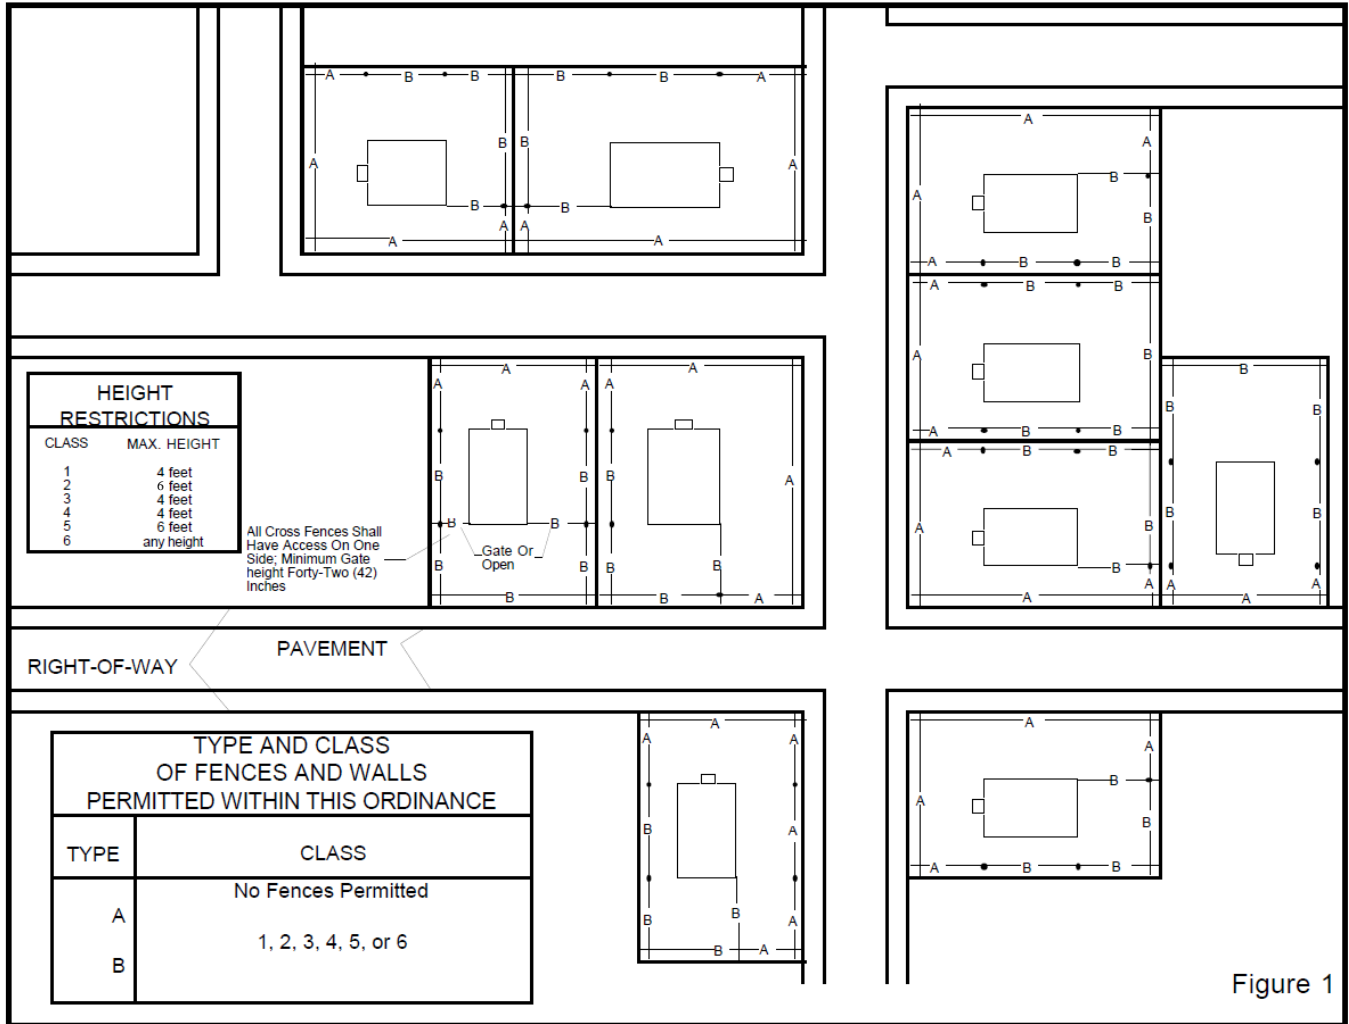 A B B B B A
A B B A
B B
A A
A A
A
A
B
A
B
A B B
A B B
A B
A B B
A B B
A B
B
A A
A
B
B B
B B
A A
A
HEIGHT
RESTRICTIONS
CLASS MAX. HEIGHT
1 4 feet
2 6 feet
3 4 feet
4 4 feet
5 6 feet
6 any height
All Cross Fences Shall
Have Access On One
Side; Minimum Gate
height Forty-Two (42)
Inches
A A
A A A
B B B A
B B
Gate Or
Open
B B B B
B B A
RIGHT-OF-WAY
PAVEMENT
TYPE AND CLASS
OF FENCES AND WALLS
PERMITTED WITHIN THIS ORDINANCE
TYPE CLASS
No Fences Permitted
A
1, 2, 3, 4, 5, or 6
B
A
A A
B A
B B A
B A
A
A
B
A
B
A B B
Figure 1